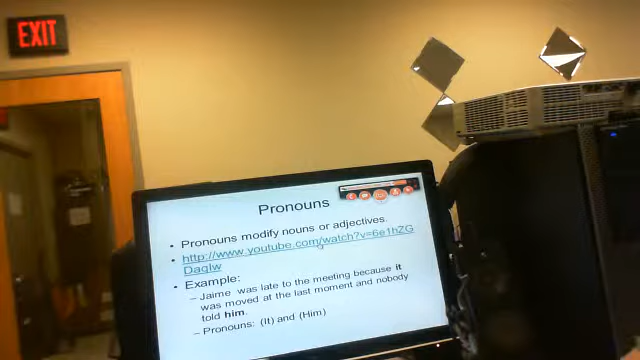 EXIT
Pronouns
• Pronouns modify nouns or adjectives.
• http://www.youtube.com/watch?v=6e1hZG
DaqIw
• Example:
– Jaime was late to the meeting because it
was moved at the last moment and nobody
told him.
– Pronouns: (It) and (Him)